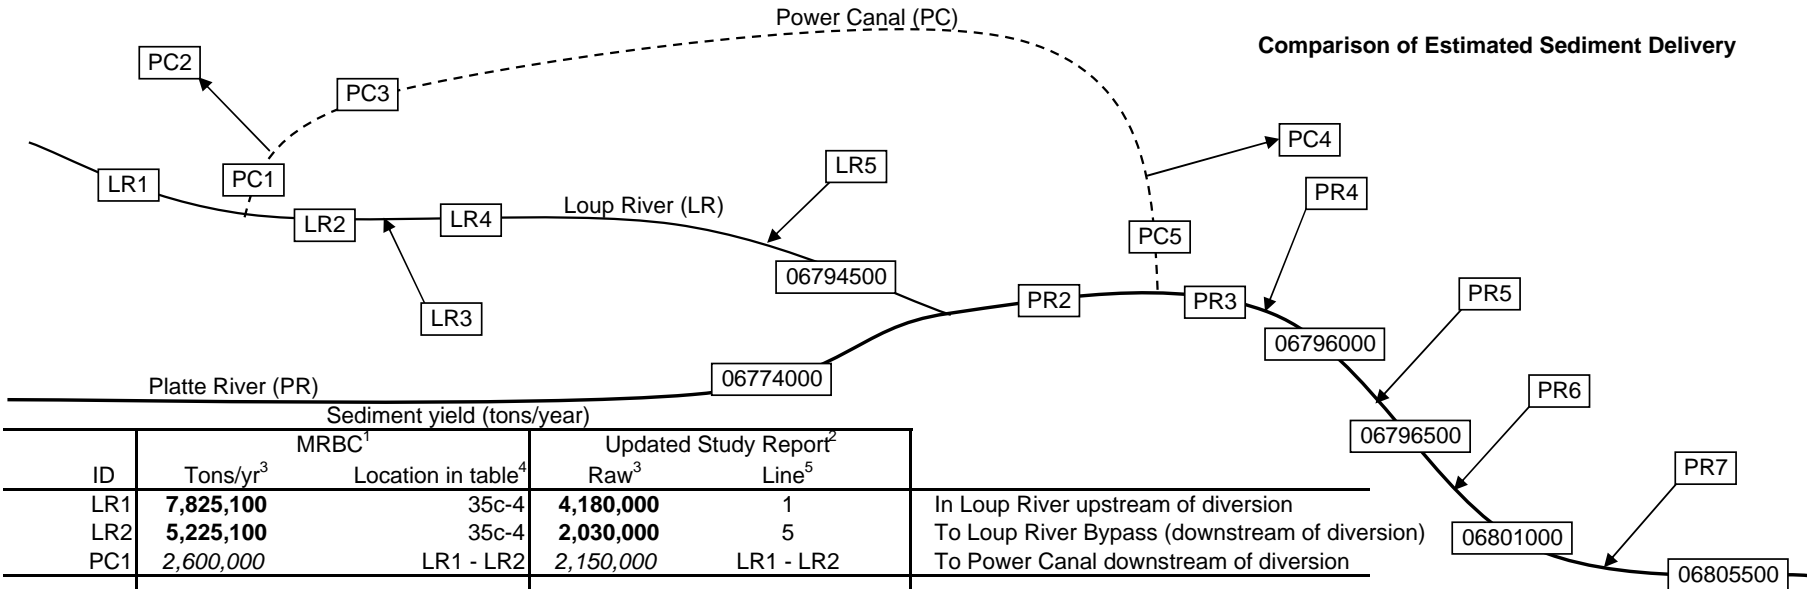 Power Canal (PC)
Comparison of Estimated Sediment Delivery
PC2
PC3
PC4
LR5
PC1
LR1
PR4
Loup River (LR)
LR2
LR4
PC5
06794500
PR2
PR3
PR5
LR3
06796000
06774000
Platte River (PR)
PR6
06796500
PR7
06801000
06805500
Sediment yield (tons/year)
MRBC1 Updated Study Report2
ID Tons/yr3 Location in table4 Raw3 Line5
LR1 7,825,100 35c-4 4,180,000 1 In Loup River upstream of diversion
LR2 5,225,100 35c-4 2,030,000 5 To Loup River Bypass (downstream of diversion)
PC1 2,600,000 LR1 - LR2 2,150,000 LR1 - LR2 To Power Canal downstream of diversion